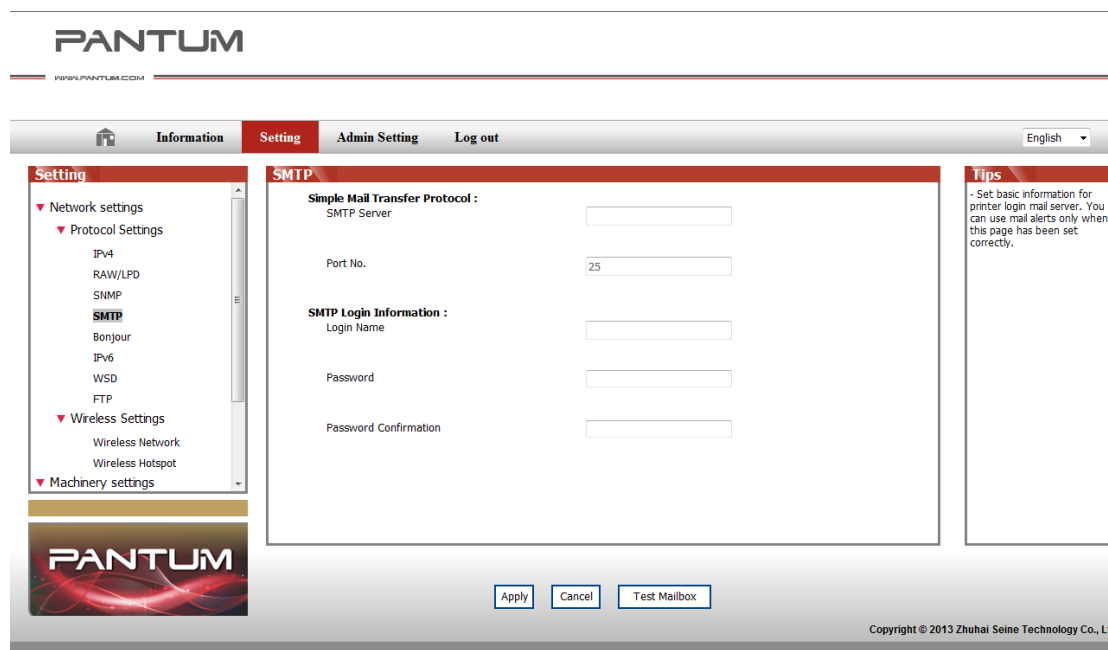 PANTUM
WWW.PANTUM.COM
Information Setting Admin Setting Log out English
Setting
Network settings
Protocol Settings
IPv4
RAW/LPD
SNMP
SMTP
Bonjour
IPv6
WSD
FTP
Wireless Settings
Wireless Network
Wireless Hotspot
Machinery settings
PANTUM
SMTP
Simple Mail Transfer Protocol :
SMTP Server
Port No. 25
SMTP Login Information :
Login Name
Password
Password Confirmation
Apply Cancel Test Mailbox
Tips
- Set basic information for
printer login mail server. You
can use mail alerts only when
this page has been set
correctly.
Copyright © 2013 Zhuhai Seine Technology Co., L